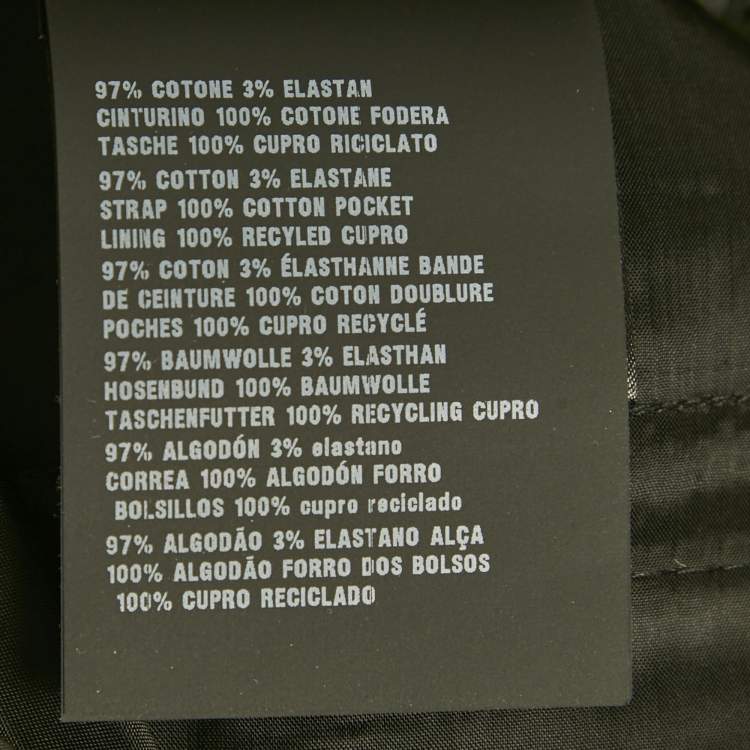 97% COTONE 3% ELASTAN
CINTURINO 100% COTONE FODERA
TASCHE 100% CUPRO RICICLATO
97% COTTON 3% ELASTANE
STRAP 100% COTTON POCKET
LINING 100% RECYLED CUPRO
97% COTON 3% ÉLASTHANNE BANDE
DE CEINTURE 100% COTON DOUBLURE
POCHES 100% CUPRO RECYCLÉ
97% BAUMWOLLE 3% ELASTHAN
HOSENBUND 100% BAUMWOLLE
TASCHENFUTTER 100% RECYCLING CUPRO
97% ALGODÓN 3% elastano
CORREA 100% ALGODÓN FORRO
BOLSILLOS 100% cupro reciclado
97% ALGODÃO 3% ELASTANO ALÇA
100% ALGODÃO FORRO DOS BOLSOS
100% CUPRO RECICLADO